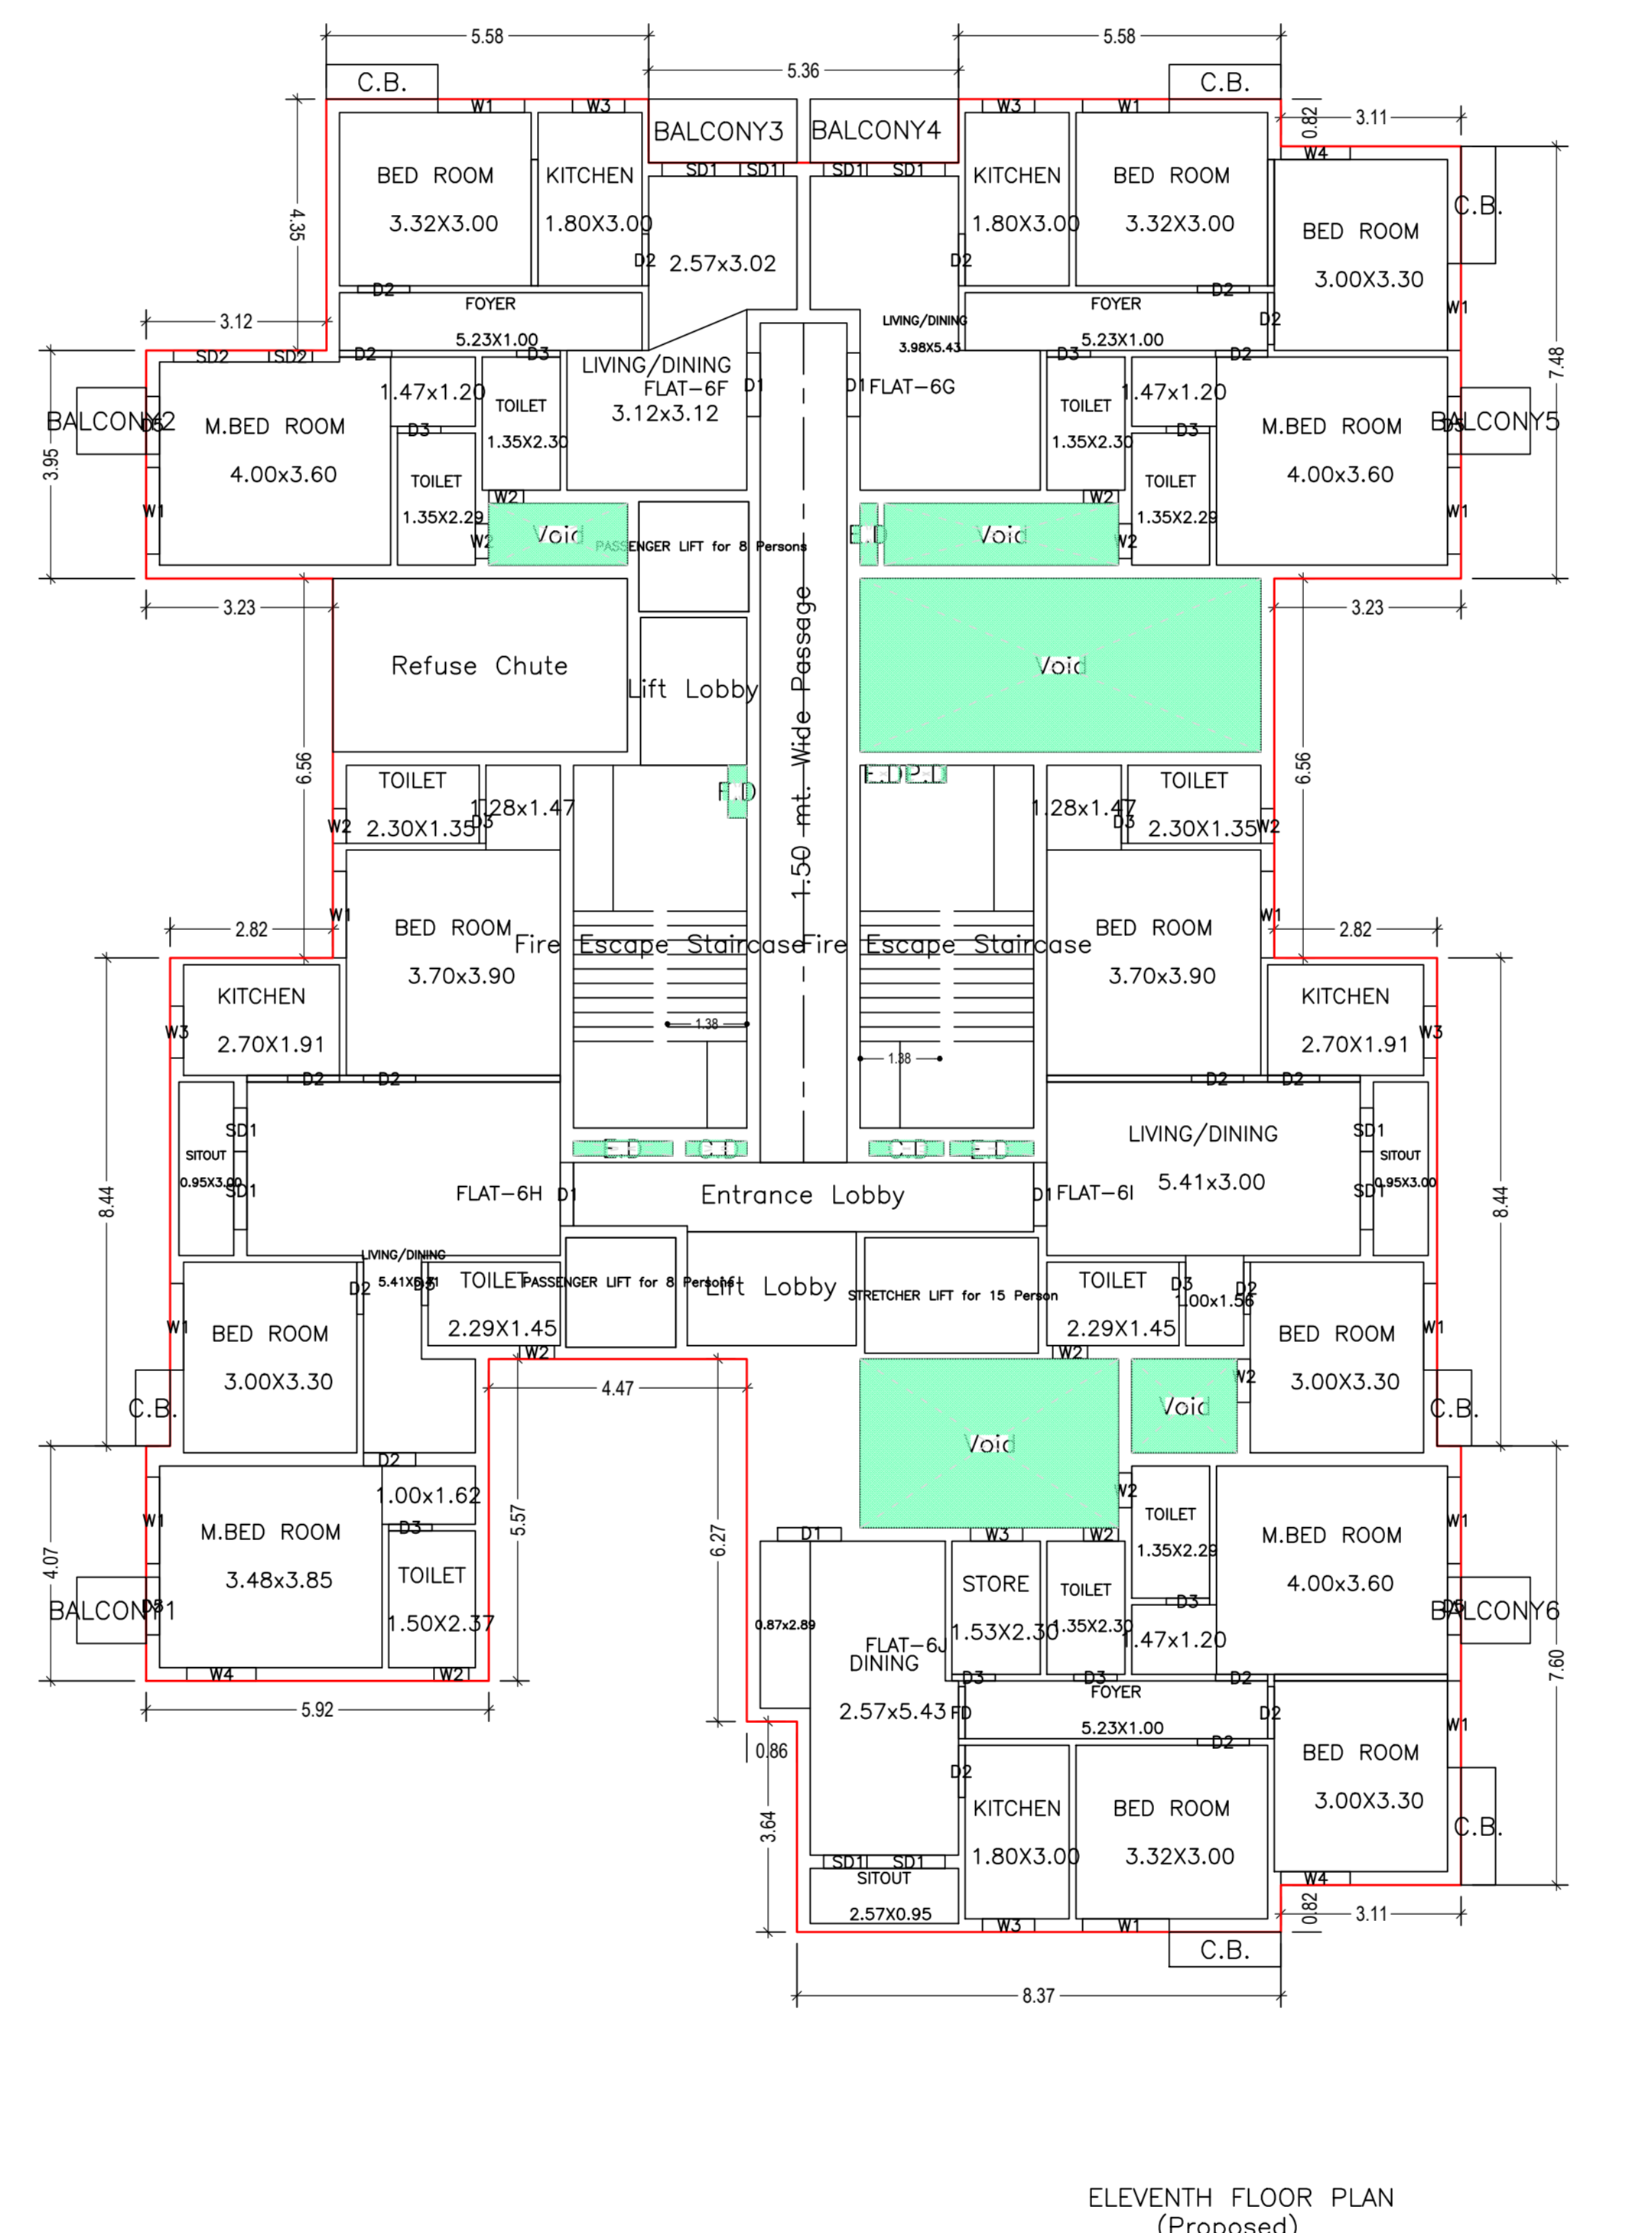 5.58
5.58
5.36
C.B.
C.B.
0.82
3.11
W1
W3
W3
W1
BALCONY3
BALCONY4
W4
SD1
SD1
SD1
SD1
BED ROOM
3.32X3.00
KITCHEN
1.80X3.00
KITCHEN
1.80X3.00
BED ROOM
3.32X3.00
C.B.
BED ROOM
3.00X3.30
4.35
D2
2.57x3.02
D2
D2
D2
FOYER
5.23X1.00
LIVING/DINING
3.98X5.43
FOYER
5.23X1.00
D2
W1
3.12
SD2
SD2
D2
D3
D3
D2
7.48
LIVING/DINING
FLAT-6F
3.12x3.12
D1
D1
FLAT-6G
1.47x1.20
TOILET
1.35X2.30
TOILET
1.35X2.30
1.47x1.20
BALCONY2
D5
M.BED ROOM
4.00x3.60
D3
D3
M.BED ROOM
4.00x3.60
BALCONY5
D5
3.95
TOILET
1.35X2.29
TOILET
1.35X2.29
W1
W2
W2
W1
W2
Void
PASSENGER LIFT for 8 Persons
E.D
Void
W2
3.23
3.23
1.50 mt. Wide Passage
Refuse Chute
Lift Lobby
Void
6.56
6.56
F.D
F.D
P.D
TOILET
2.30X1.35
D3
1.28x1.47
1.28x1.47
D3
TOILET
2.30X1.35
W2
W2
W1
W1
2.82
2.82
BED ROOM
3.70x3.90
Fire Escape Staircase
Fire Escape Staircase
BED ROOM
3.70x3.90
KITCHEN
2.70X1.91
KITCHEN
2.70X1.91
W3
W3
1.38
1.38
D2
D2
D2
D2
SD1
SITOUT
0.95X3.00
SD1
E.D
C.D
C.D
E.D
LIVING/DINING
5.41x3.00
SD1
SITOUT
0.95X3.00
SD1
8.44
8.44
FLAT-6H
D1
Entrance Lobby
D1
FLAT-6I
LIVING/DINING
D2
TOILET
2.29X1.45
PASSENGER LIFT for 8 Persons
Lift Lobby
STRETCHER LIFT for 15 Person
TOILET
2.29X1.45
D3
1.00x1.56
D2
W1
BED ROOM
3.00X3.30
W2
W2
BED ROOM
3.00X3.30
W1
4.47
W2
C.B.
C.B.
Void
Void
D2
1.00x1.62
D3
W1
M.BED ROOM
3.48x3.85
5.57
6.27
W2
W1
4.07
D1
W3
W2
TOILET
1.35X2.29
M.BED ROOM
4.00x3.60
TOILET
1.50X2.37
STORE
1.53X2.30
TOILET
1.35X2.30
D3
BALCONY1
D5
BALCONY6
D5
0.87x2.89
FLAT-6J
DINING
2.57x5.43
1.47x1.20
7.60
W4
W2
D3
D3
D2
5.92
FOYER
5.23X1.00
FD
D2
W1
D2
0.86
D2
BED ROOM
3.00X3.30
3.64
KITCHEN
1.80X3.00
BED ROOM
3.32X3.00
C.B.
SD1
SD1
W4
SITOUT
2.57X0.95
0.82
3.11
W3
W1
C.B.
8.37
ELEVENTH FLOOR PLAN
(Proposed)